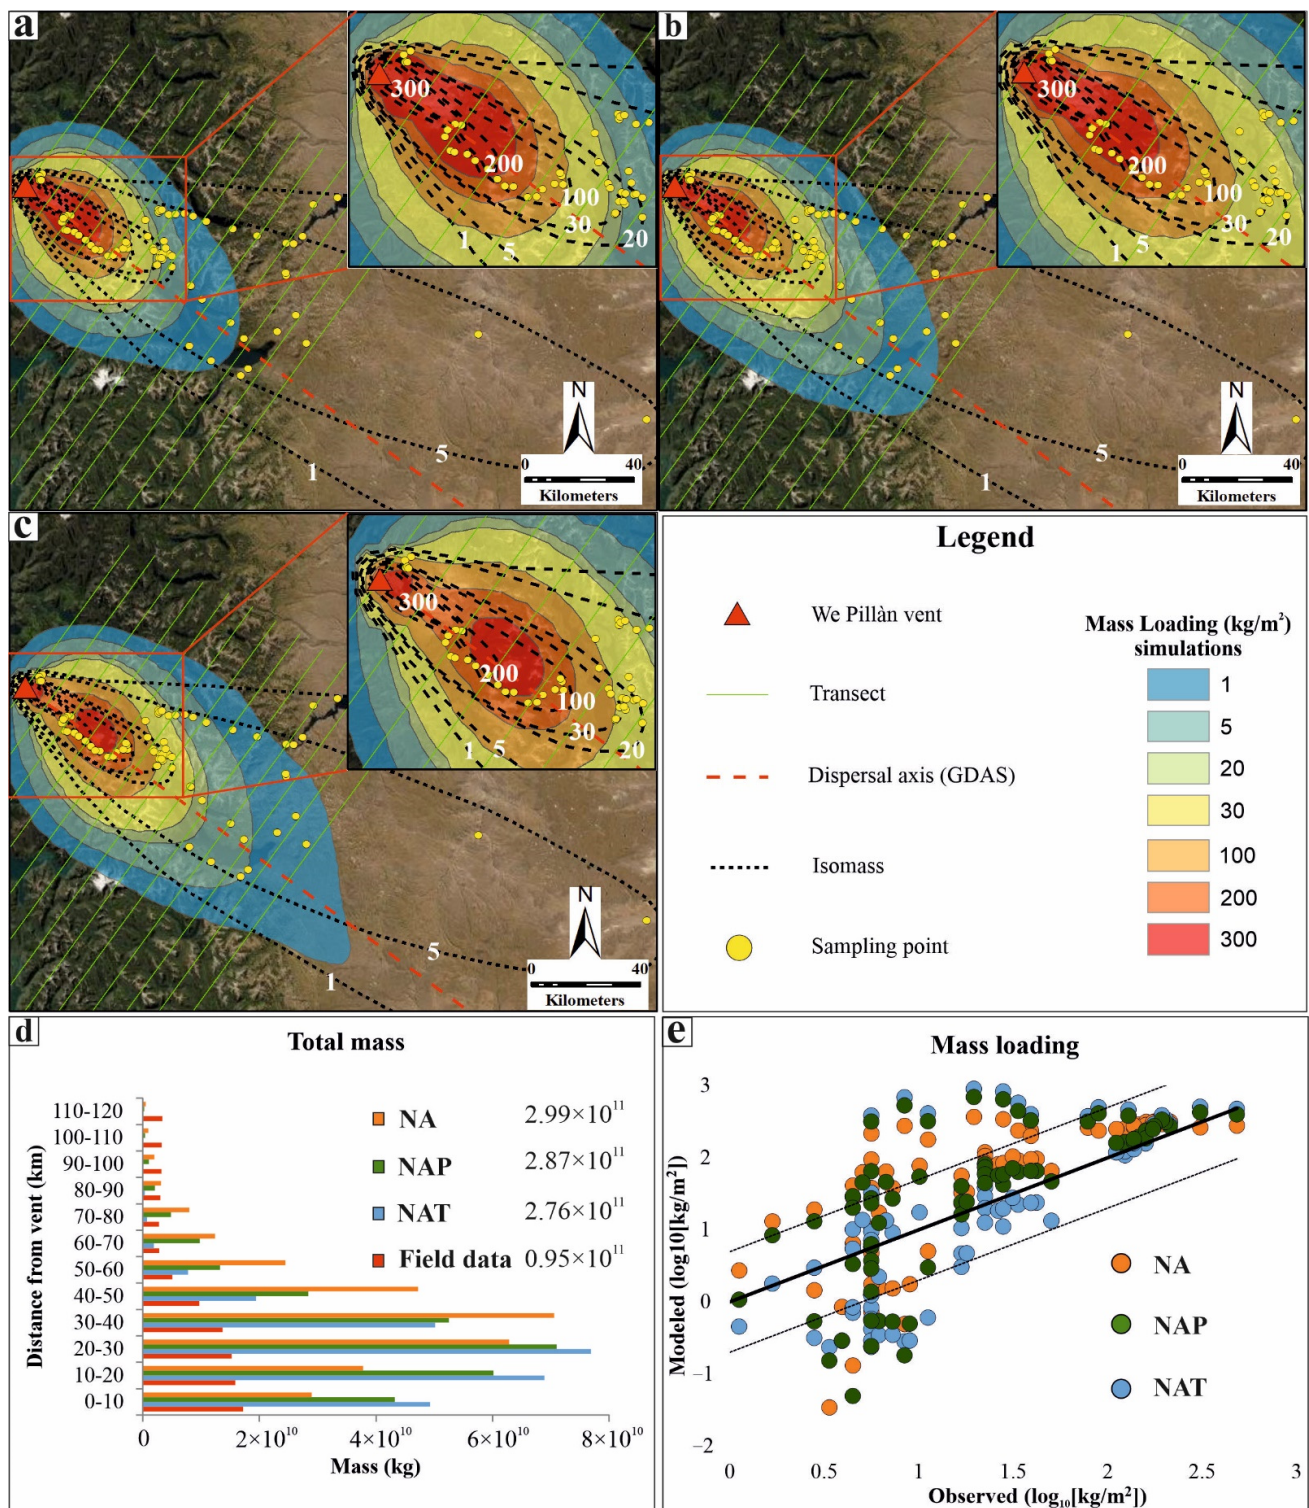 a
300
200
100
30
20
5
1
5
1
N
0
40
Kilometers
b
300
200
100
30
20
5
1
5
1
N
0
40
Kilometers
c
300
200
100
30
20
5
1
5
1
N
0
40
Kilometers
Legend
We Pillàn vent
Transect
Dispersal axis (GDAS)
Isomass
Sampling point
Mass Loading (kg/m²)
simulations
1
5
20
30
100
200
300
d
Total mass
Distance from vent (km)
110-120
100-110
90-100
80-90
70-80
60-70
50-60
40-50
30-40
20-30
10-20
0-10
NA 2.99×10¹¹
NAP 2.87×10¹¹
NAT 2.76×10¹¹
Field data 0.95×10¹¹
0 2×10¹⁰ 4×10¹⁰ 6×10¹⁰ 8×10¹⁰
Mass (kg)
e
Mass loading
Modeled (log10[kg/m²])
3
2
1
0
−1
−2
NA
NAP
NAT
0 0.5 1 1.5 2 2.5 3
Observed (log₁₀[kg/m²])